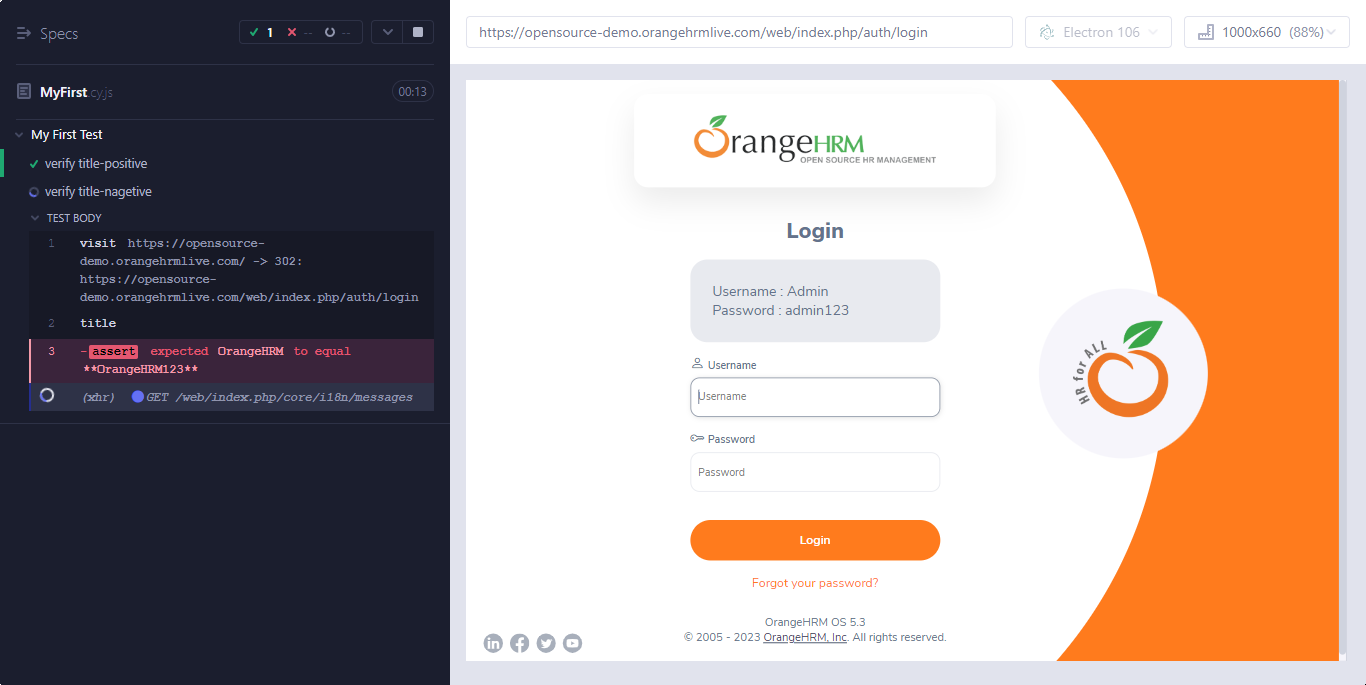 Specs
1 -- --
MyFirst.cy.js
00:13
My First Test
verify title-positive
verify title-nagetive
TEST BODY
1 visit https://opensource-
demo.orangehrmlive.com/ -> 302:
https://opensource-
demo.orangehrmlive.com/web/index.php/auth/login
2 title
3 -assert expected OrangeHRM to equal
**OrangeHRM123**
(xhr) GET /web/index.php/core/i18n/messages
https://opensource-demo.orangehrmlive.com/web/index.php/auth/login
Electron 106
1000x660 (88%)
OrangeHRM
OPEN SOURCE HR MANAGEMENT
Login
Username : Admin
Password : admin123
Username
Username
Password
Password
Login
Forgot your password?
OrangeHRM OS 5.3
© 2005 - 2023 OrangeHRM, Inc. All rights reserved.
HR for ALL